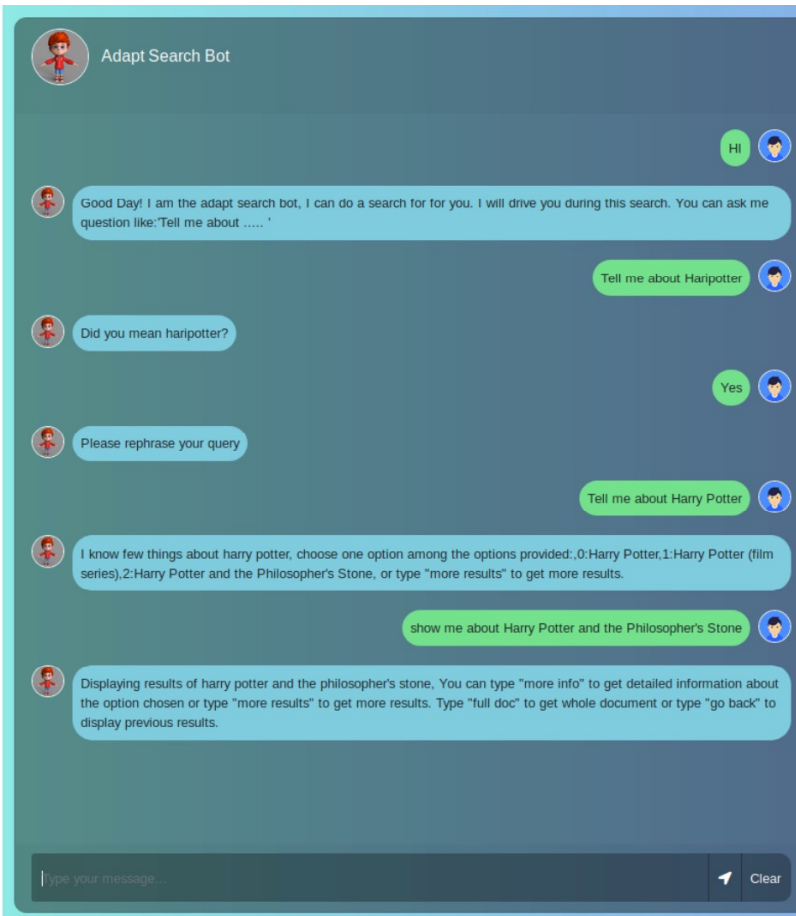 Adapt Search Bot
HI
Good Day! I am the adapt search bot, I can do a search for for you. I will drive you during this search. You can ask me
question like:'Tell me about ..... '
Tell me about Haripotter
Did you mean haripotter?
Yes
Please rephrase your query
Tell me about Harry Potter
I know few things about harry potter, choose one option among the options provided:,0:Harry Potter,1:Harry Potter (film
series),2:Harry Potter and the Philosopher's Stone, or type "more results" to get more results.
show me about Harry Potter and the Philosopher's Stone
Displaying results of harry potter and the philosopher's stone, You can type "more info" to get detailed information about
the option chosen or type "more results" to get more results. Type "full doc" to get whole document or type "go back" to
display previous results.
Type your message...
Clear